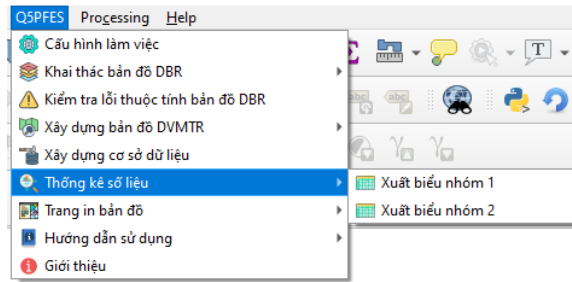 Q5PFES Processing Help
Cấu hình làm việc
Khai thác bản đồ DBR
Kiểm tra lỗi thuộc tính bản đồ DBR
Xây dựng bản đồ DVMTR
Xây dựng cơ sở dữ liệu
Thống kê số liệu
Xuất biểu nhóm 1
Xuất biểu nhóm 2
Trang in bản đồ
Hướng dẫn sử dụng
Giới thiệu